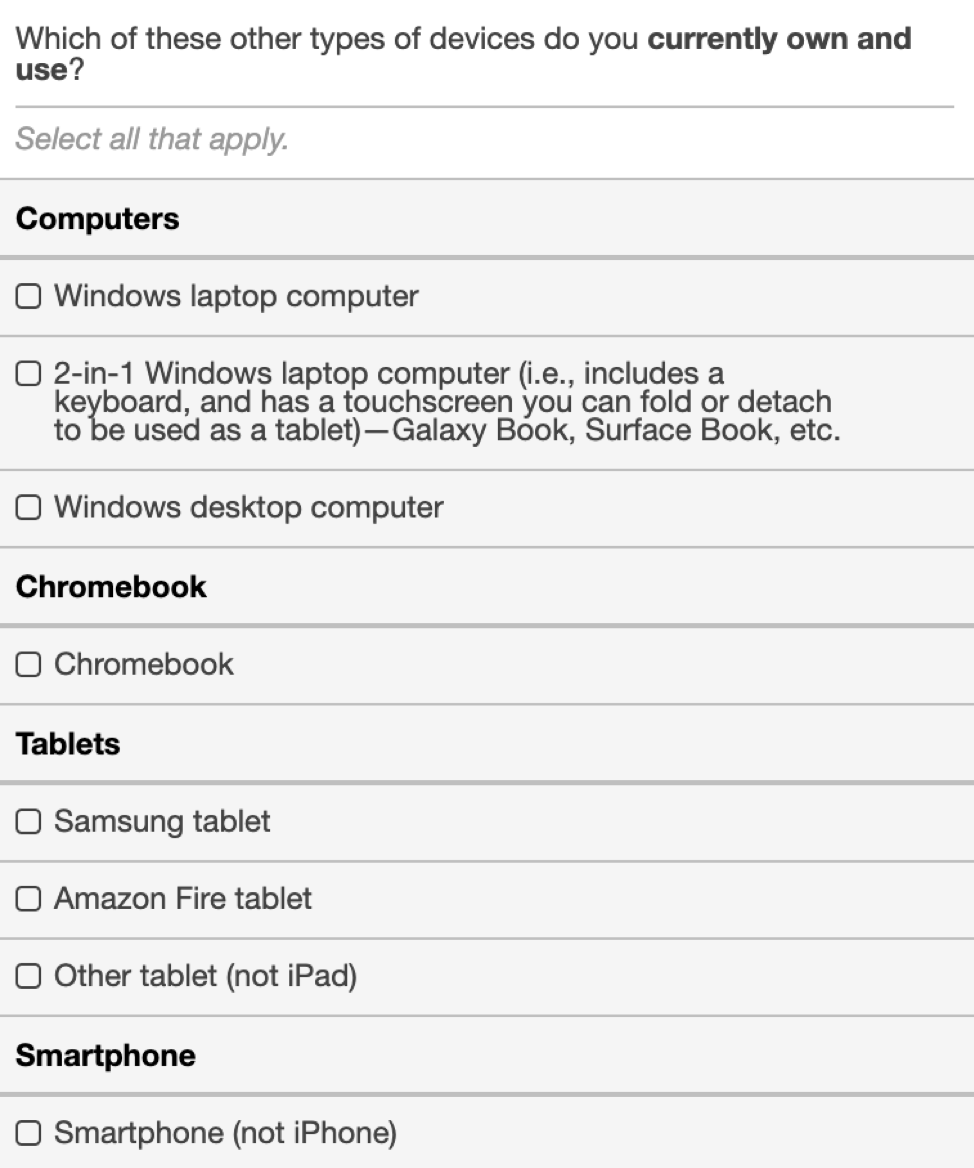 Which of these other types of devices do you currently own and
use?
Select all that apply.
Computers
Windows laptop computer
2-in-1 Windows laptop computer (i.e., includes a
keyboard, and has a touchscreen you can fold or detach
to be used as a tablet)—Galaxy Book, Surface Book, etc.
Windows desktop computer
Chromebook
Chromebook
Tablets
Samsung tablet
Amazon Fire tablet
Other tablet (not iPad)
Smartphone
Smartphone (not iPhone)